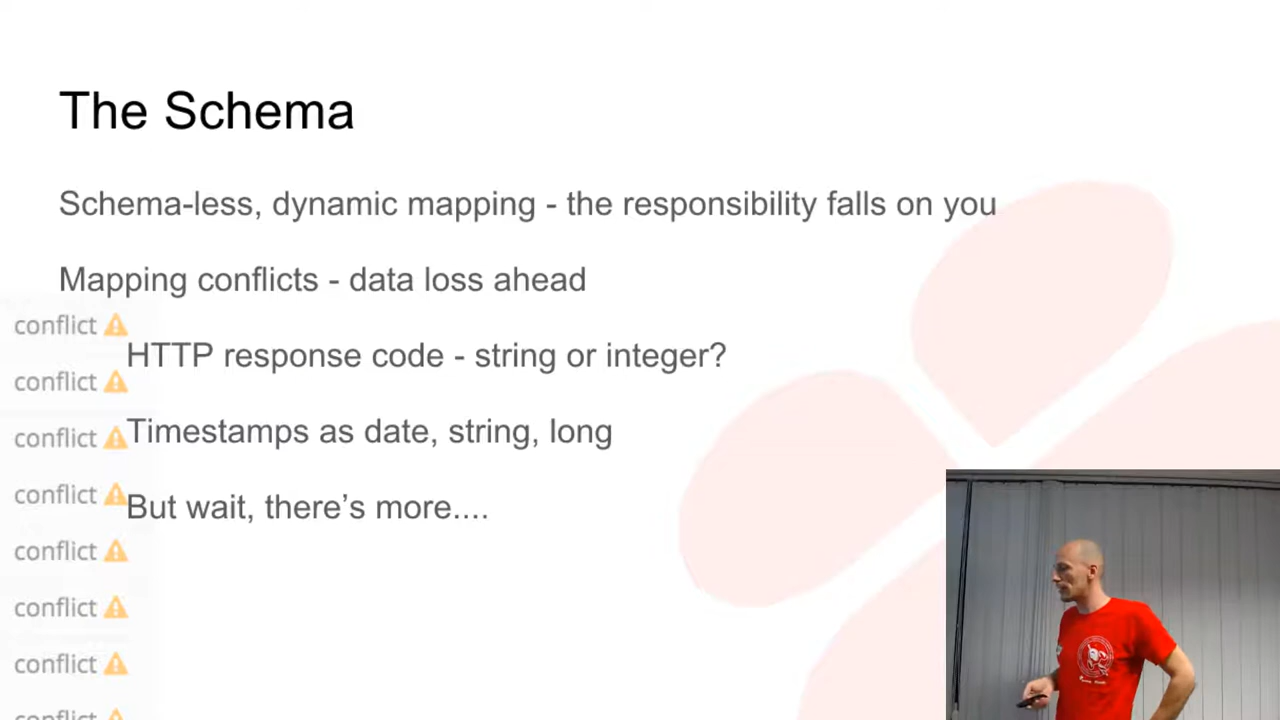 The Schema
Schema-less, dynamic mapping - the responsibility falls on you
Mapping conflicts - data loss ahead
conflict
HTTP response code - string or integer?
conflict
Timestamps as date, string, long
conflict
conflict
But wait, there’s more....
conflict
conflict
conflict
conflict